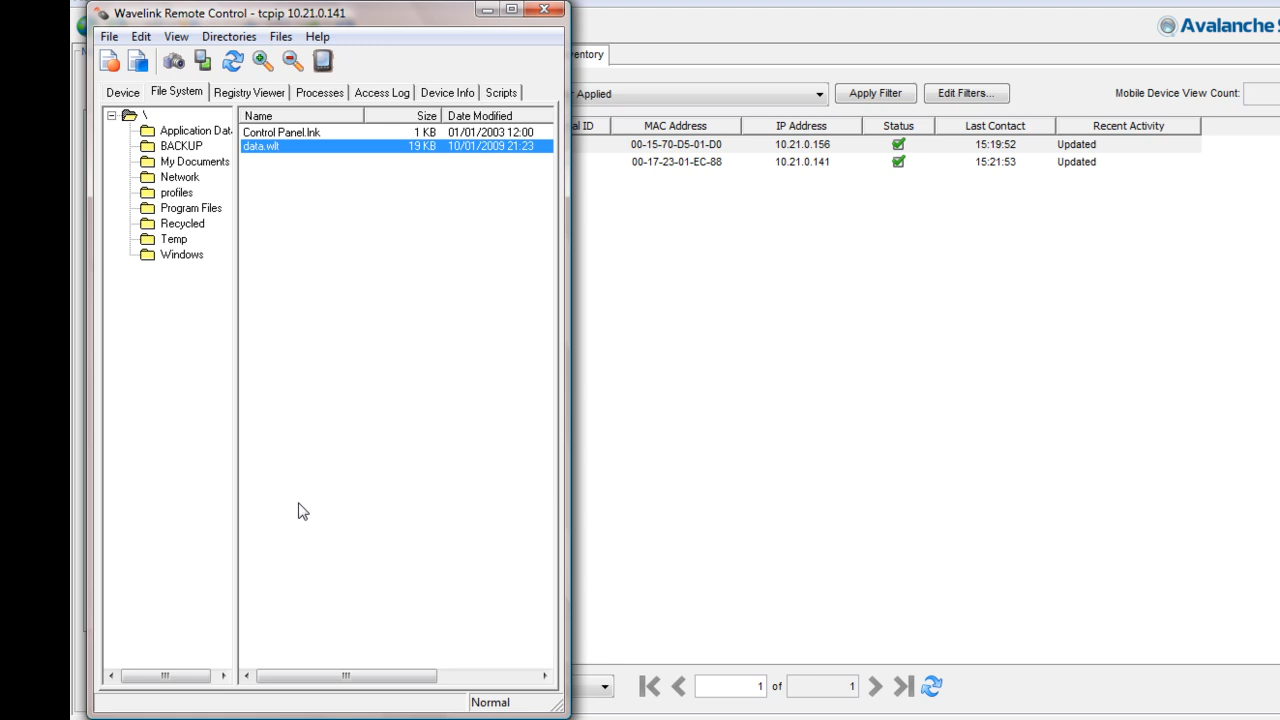 Wavelink Remote Control - tcpip 10.21.0.141
File Edit View Directories Files Help
Device File System Registry Viewer Processes Access Log Device Info Scripts
\
Application Dat
BACKUP
My Documents
Network
profiles
Program Files
Recycled
Temp
Windows
Name Size Date Modified
Control Panel.lnk 1 KB 01/01/2003 12:00
data.wlt 19 KB 10/01/2009 21:23
Normal
Avalanche
entory
Applied Apply Filter Edit Filters... Mobile Device View Count:
al ID MAC Address IP Address Status Last Contact Recent Activity
00-15-70-D5-01-D0 10.21.0.156 15:19:52 Updated
00-17-23-01-EC-88 10.21.0.141 15:21:53 Updated
1 of 1